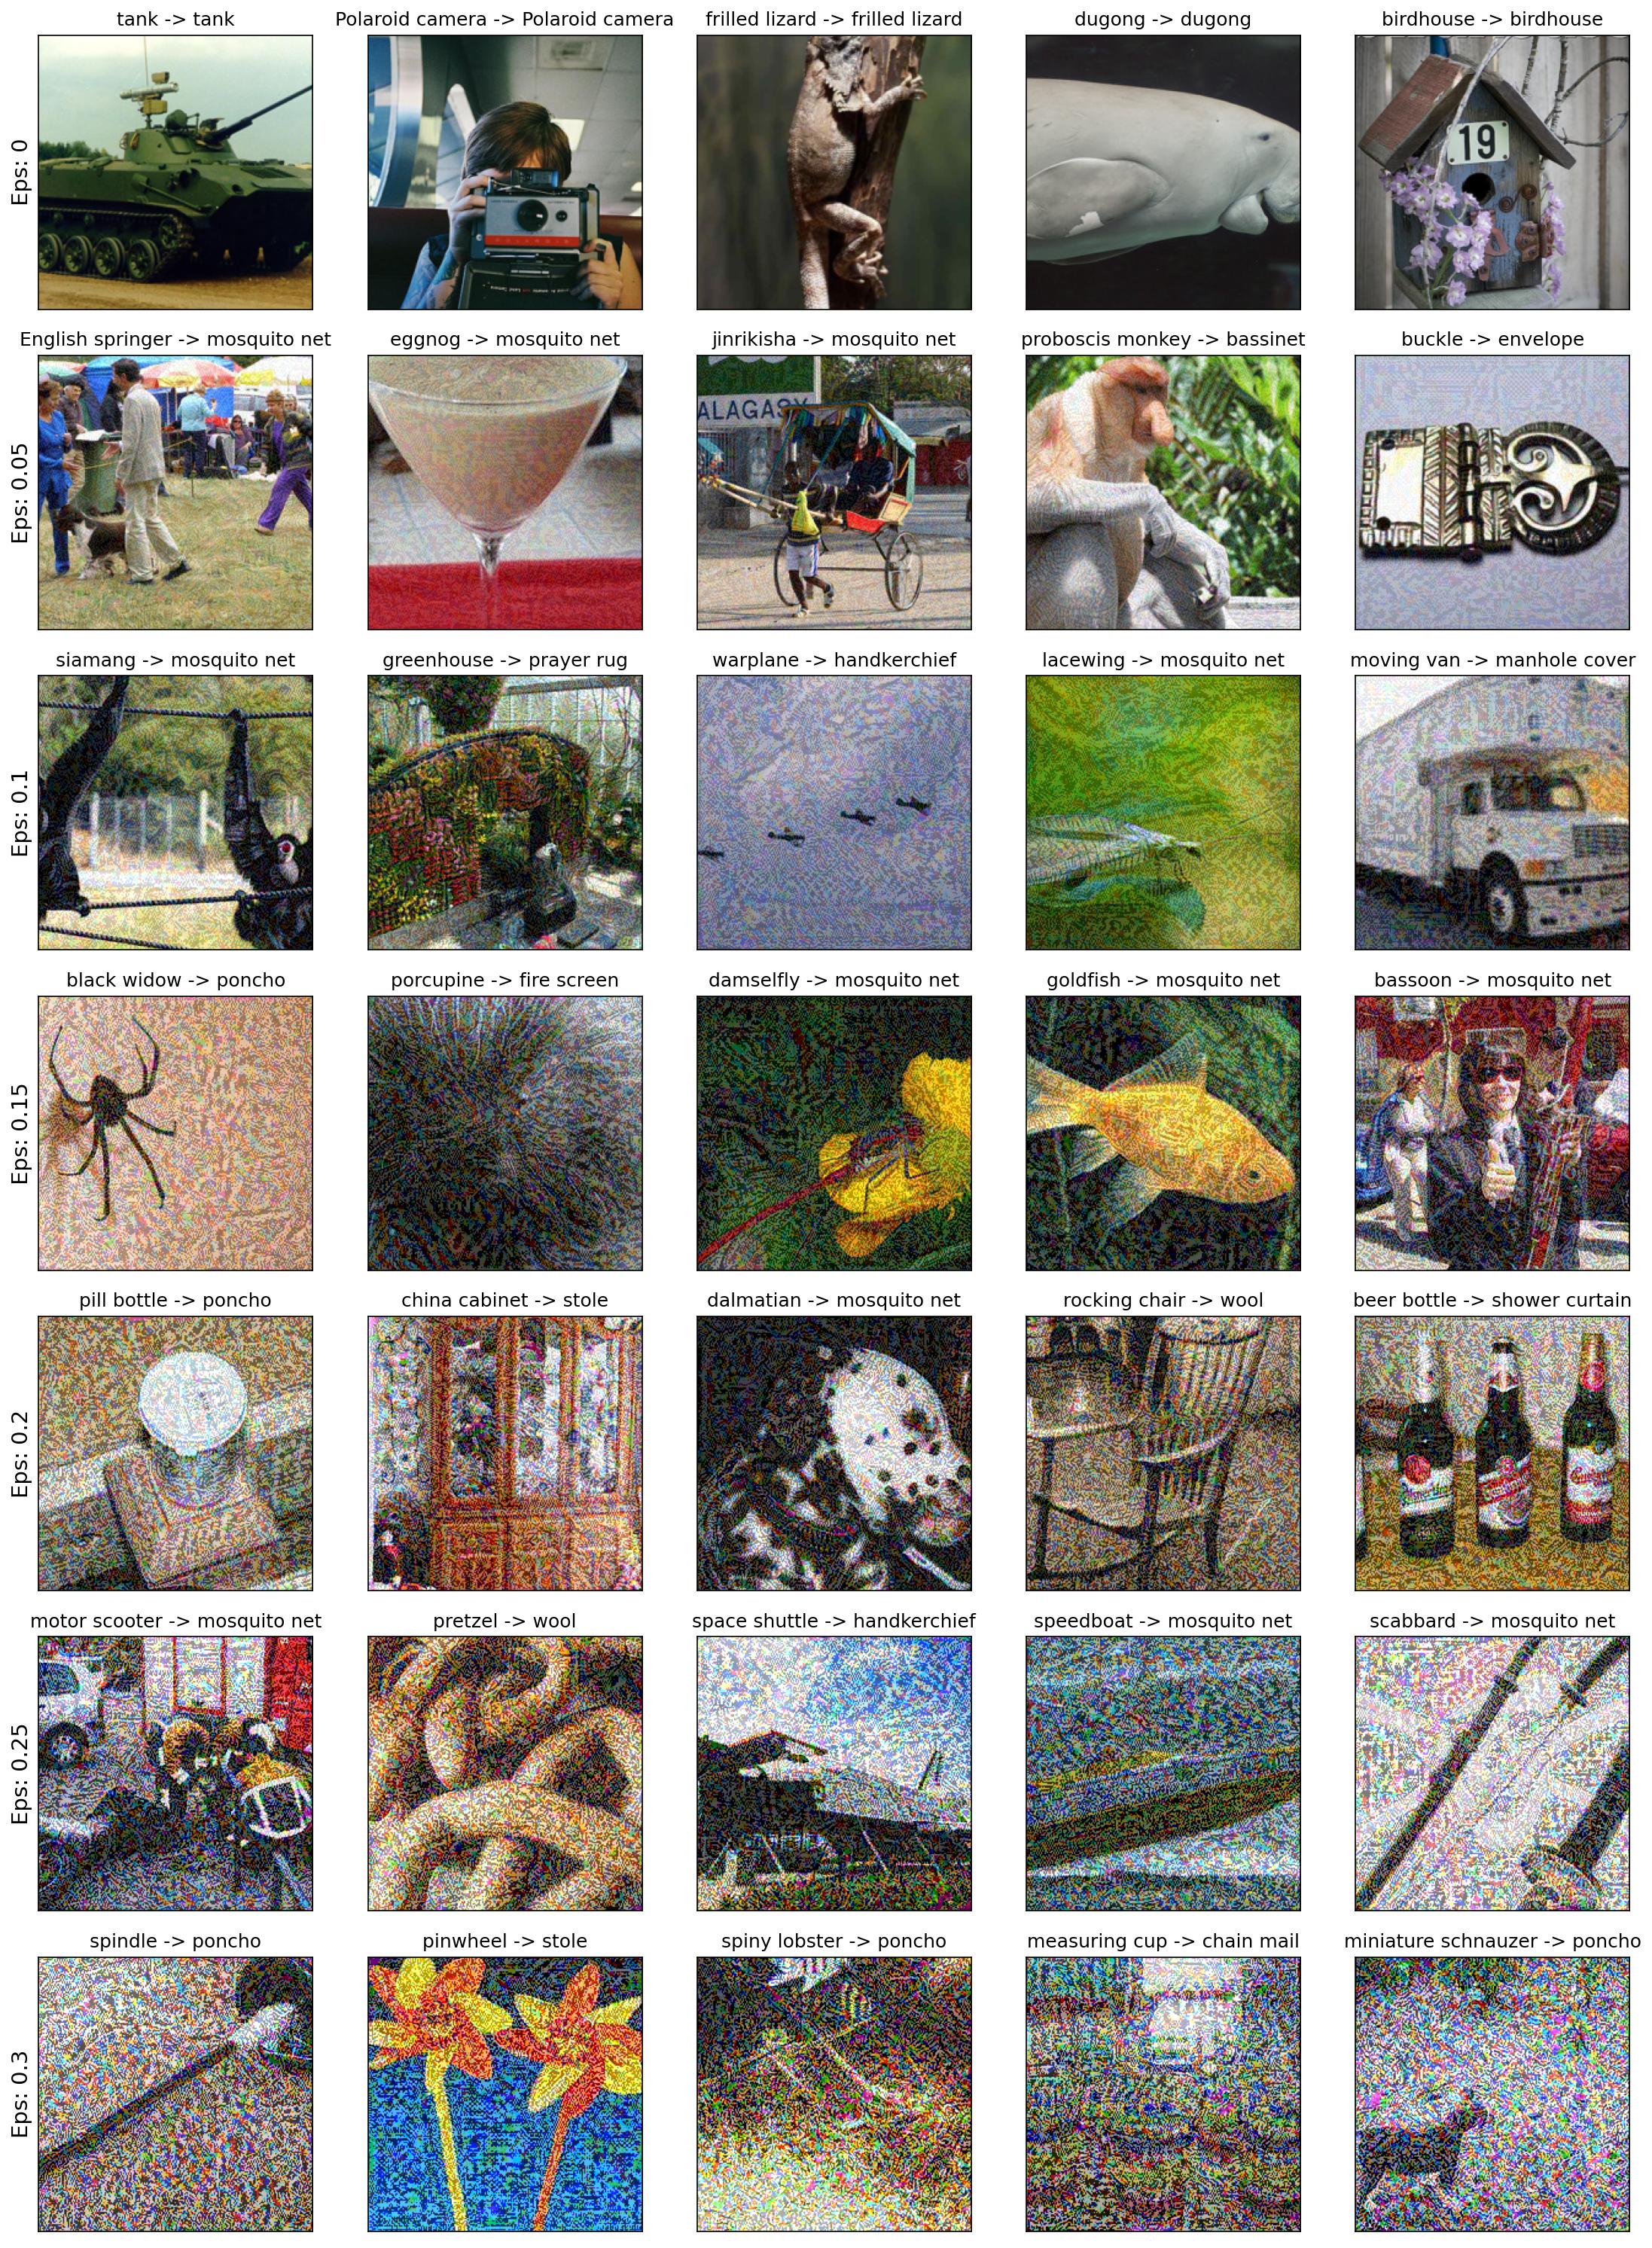 tank -> tank
Polaroid camera -> Polaroid camera
frilled lizard -> frilled lizard
dugong -> dugong
birdhouse -> birdhouse
Eps: 0
19
English springer -> mosquito net
eggnog -> mosquito net
jinrikisha -> mosquito net
proboscis monkey -> bassinet
buckle -> envelope
Eps: 0.05
ALAGASY
siamang -> mosquito net
greenhouse -> prayer rug
warplane -> handkerchief
lacewing -> mosquito net
moving van -> manhole cover
Eps: 0.1
black widow -> poncho
porcupine -> fire screen
damselfly -> mosquito net
goldfish -> mosquito net
bassoon -> mosquito net
Eps: 0.15
pill bottle -> poncho
china cabinet -> stole
dalmatian -> mosquito net
rocking chair -> wool
beer bottle -> shower curtain
Eps: 0.2
motor scooter -> mosquito net
pretzel -> wool
space shuttle -> handkerchief
speedboat -> mosquito net
scabbard -> mosquito net
Eps: 0.25
spindle -> poncho
pinwheel -> stole
spiny lobster -> poncho
measuring cup -> chain mail
miniature schnauzer -> poncho
Eps: 0.3